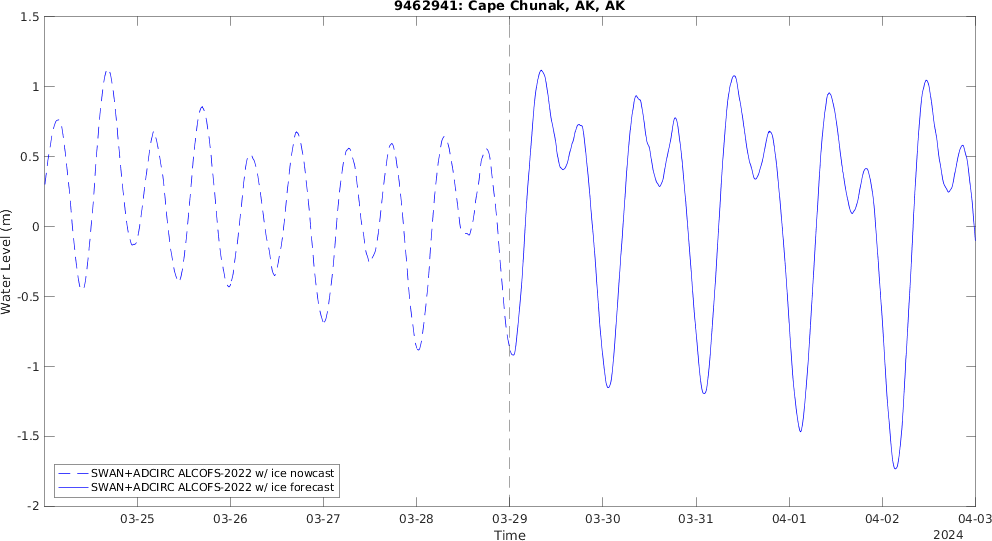 9462941: Cape Chunak, AK, AK
Water Level (m)
1.5
1
0.5
0
-0.5
-1
-1.5
-2
SWAN+ADCIRC ALCOFS-2022 w/ ice nowcast
SWAN+ADCIRC ALCOFS-2022 w/ ice forecast
03-25 03-26 03-27 03-28 03-29 03-30 03-31 04-01 04-02 04-03
Time
2024